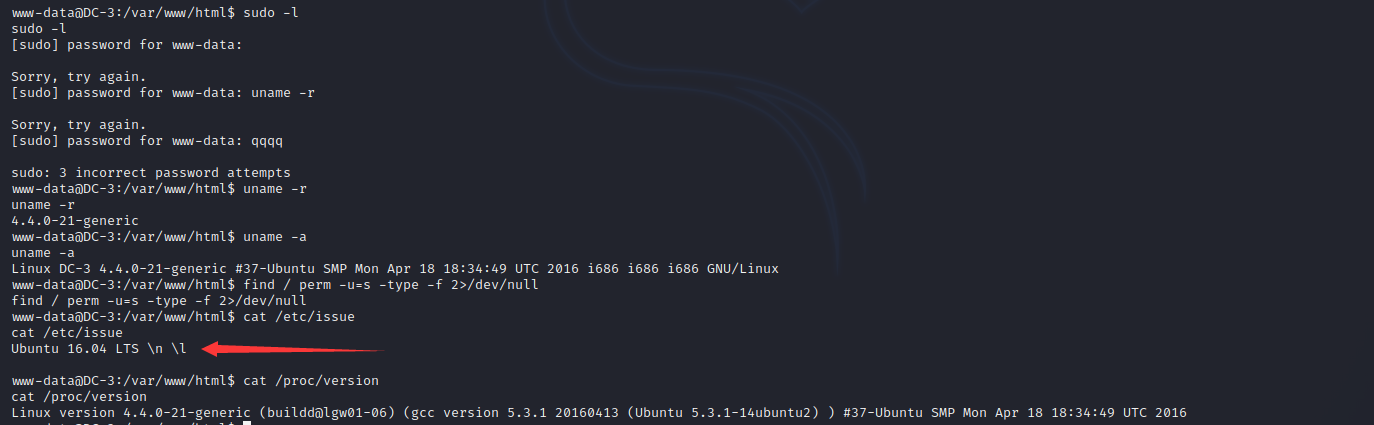 www-data@DC-3:/var/www/html$ sudo -l
sudo -l
[sudo] password for www-data:
Sorry, try again.
[sudo] password for www-data: uname -r
Sorry, try again.
[sudo] password for www-data: qqqq
sudo: 3 incorrect password attempts
www-data@DC-3:/var/www/html$ uname -r
uname -r
4.4.0-21-generic
www-data@DC-3:/var/www/html$ uname -a
uname -a
Linux DC-3 4.4.0-21-generic #37-Ubuntu SMP Mon Apr 18 18:34:49 UTC 2016 i686 i686 i686 GNU/Linux
www-data@DC-3:/var/www/html$ find / perm -u=s -type -f 2>/dev/null
find / perm -u=s -type -f 2>/dev/null
www-data@DC-3:/var/www/html$ cat /etc/issue
cat /etc/issue
Ubuntu 16.04 LTS \n \l
www-data@DC-3:/var/www/html$ cat /proc/version
cat /proc/version
Linux version 4.4.0-21-generic (buildd@lgw01-06) (gcc version 5.3.1 20160413 (Ubuntu 5.3.1-14ubuntu2) ) #37-Ubuntu SMP Mon Apr 18 18:34:49 UTC 2016